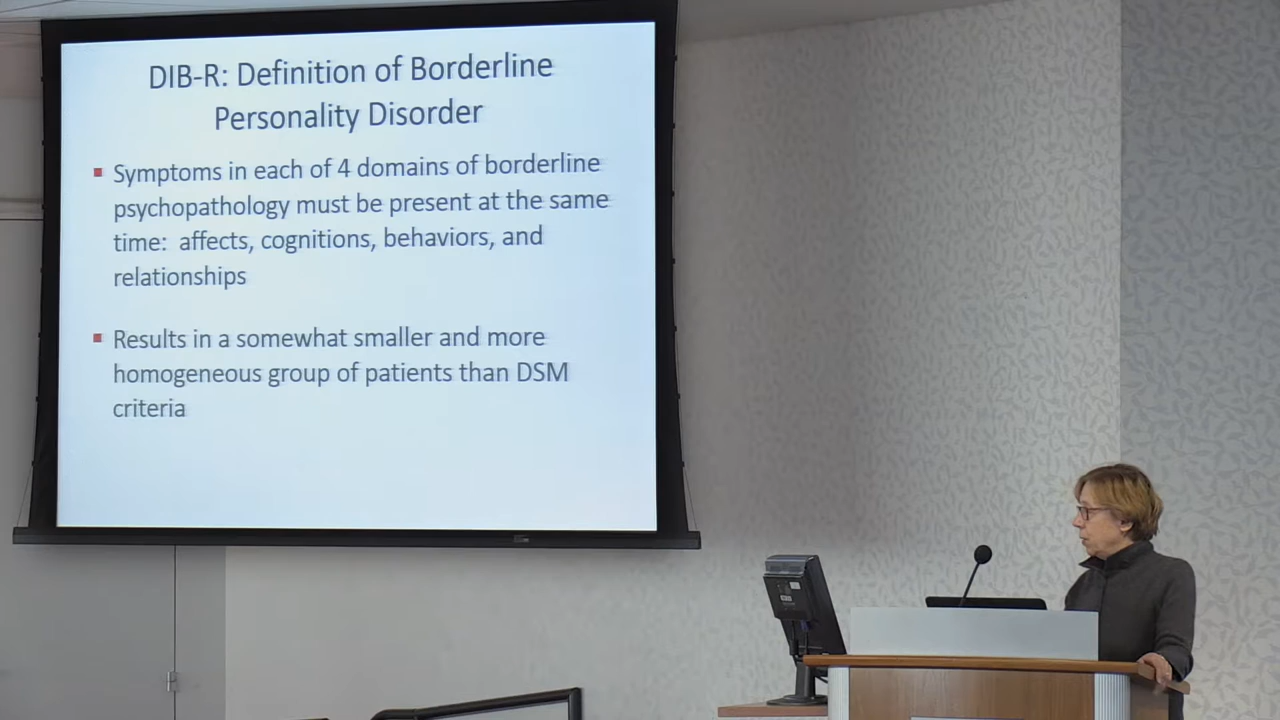 DIB-R: Definition of Borderline
Personality Disorder
Symptoms in each of 4 domains of borderline
psychopathology must be present at the same
time: affects, cognitions, behaviors, and
relationships
Results in a somewhat smaller and more
homogeneous group of patients than DSM
criteria